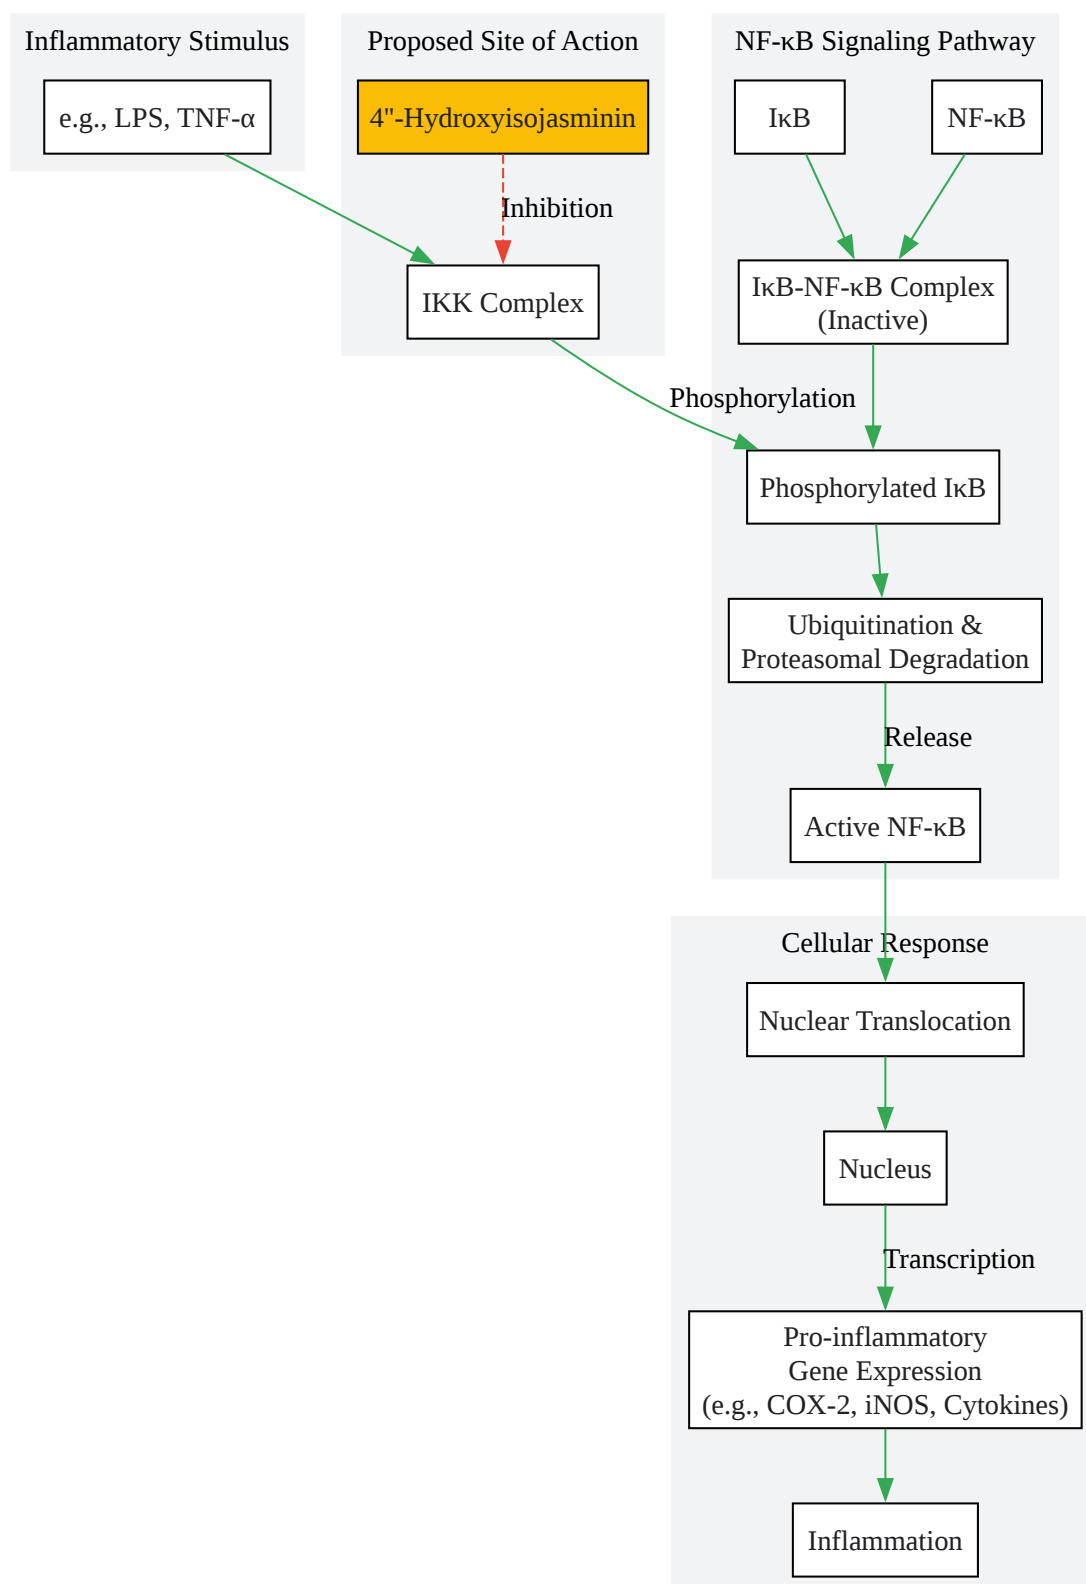 Inflammatory Stimulus
Proposed Site of Action
NF-κB Signaling Pathway
e.g., LPS, TNF-α
4"-Hydroxyisojasminin
IκB
NF-κB
Inhibition
IKK Complex
IκB-NF-κB Complex
(Inactive)
Phosphorylation
Phosphorylated IκB
Ubiquitination &
Proteasomal Degradation
Release
Active NF-κB
Cellular Response
Nuclear Translocation
Nucleus
Transcription
Pro-inflammatory
Gene Expression
(e.g., COX-2, iNOS, Cytokines)
Inflammation